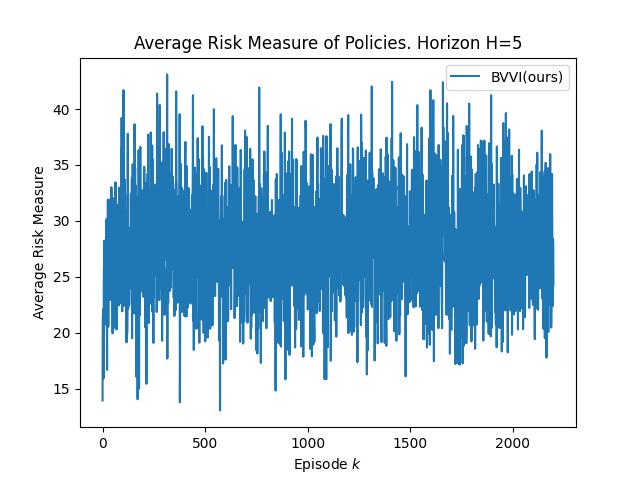 Average Risk Measure of Policies. Horizon H=5
BVVI(ours)
Average Risk Measure
40
35
30
25
20
15
0
500
1000
1500
2000
Episode k